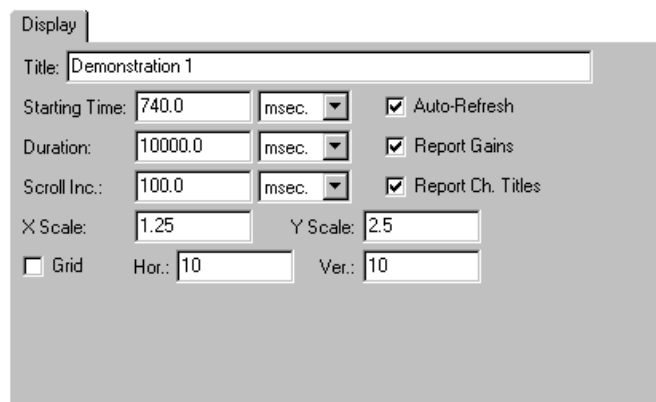 Display
Title: Demonstration 1
Starting Time: 740.0 msec. Auto-Refresh
Duration: 10000.0 msec. Report Gains
Scroll Inc.: 100.0 msec. Report Ch. Titles
X Scale: 1.25 Y Scale: 2.5
Grid Hor.: 10 Ver.: 10